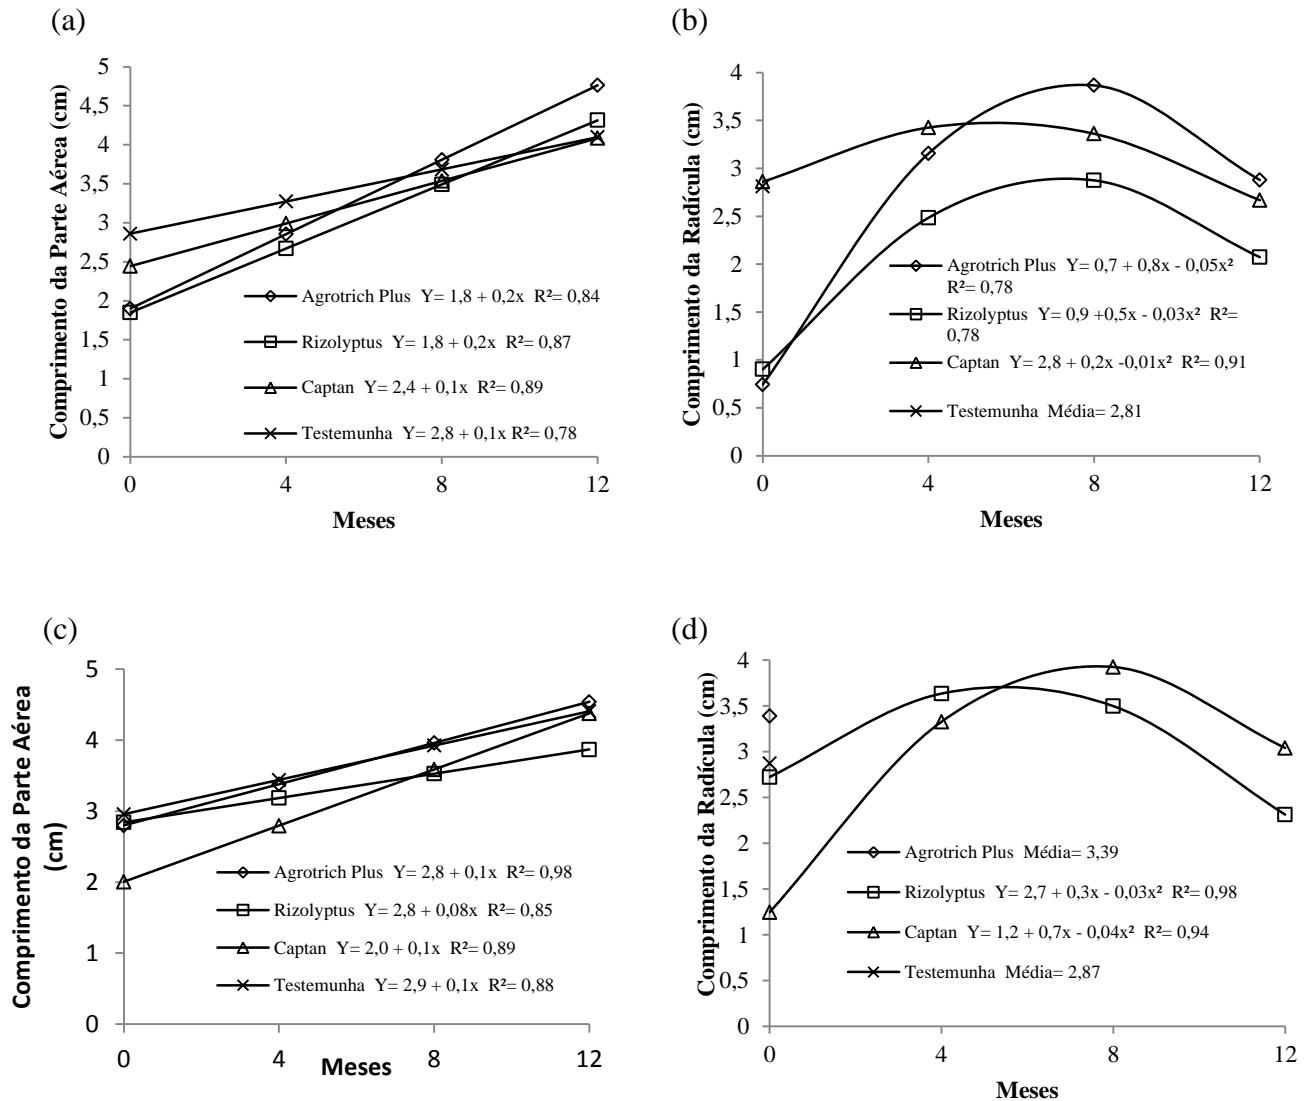 (a)
Comprimento da Parte Aérea (cm)
5
4,5
4
3,5
3
2,5
2
1,5
1
0,5
0
Agrotrich Plus Y= 1,8 + 0,2x R²= 0,84
Rizolyptus Y= 1,8 + 0,2x R²= 0,87
Captan Y= 2,4 + 0,1x R²= 0,89
Testemunha Y= 2,8 + 0,1x R²= 0,78
0 4 8 12
Meses
(b)
Comprimento da Radícula (cm)
4
3,5
3
2,5
2
1,5
1
0,5
0
Agrotrich Plus Y= 0,7 + 0,8x - 0,05x²
R²= 0,78
Rizolyptus Y= 0,9 +0,5x - 0,03x² R²=
0,78
Captan Y= 2,8 + 0,2x -0,01x² R²= 0,91
Testemunha Média= 2,81
0 4 8 12
Meses
(c)
Comprimento da Parte Aérea
(cm)
5
4
3
2
1
0
Agrotrich Plus Y= 2,8 + 0,1x R²= 0,98
Rizolyptus Y= 2,8 + 0,08x R²= 0,85
Captan Y= 2,0 + 0,1x R²= 0,89
Testemunha Y= 2,9 + 0,1x R²= 0,88
0 4 8 12
Meses
(d)
Comprimento da Radícula (cm)
4
3,5
3
2,5
2
1,5
1
0,5
0
Agrotrich Plus Média= 3,39
Rizolyptus Y= 2,7 + 0,3x - 0,03x² R²= 0,98
Captan Y= 1,2 + 0,7x - 0,04x² R²= 0,94
Testemunha Média= 2,87
0 4 8 12
Meses